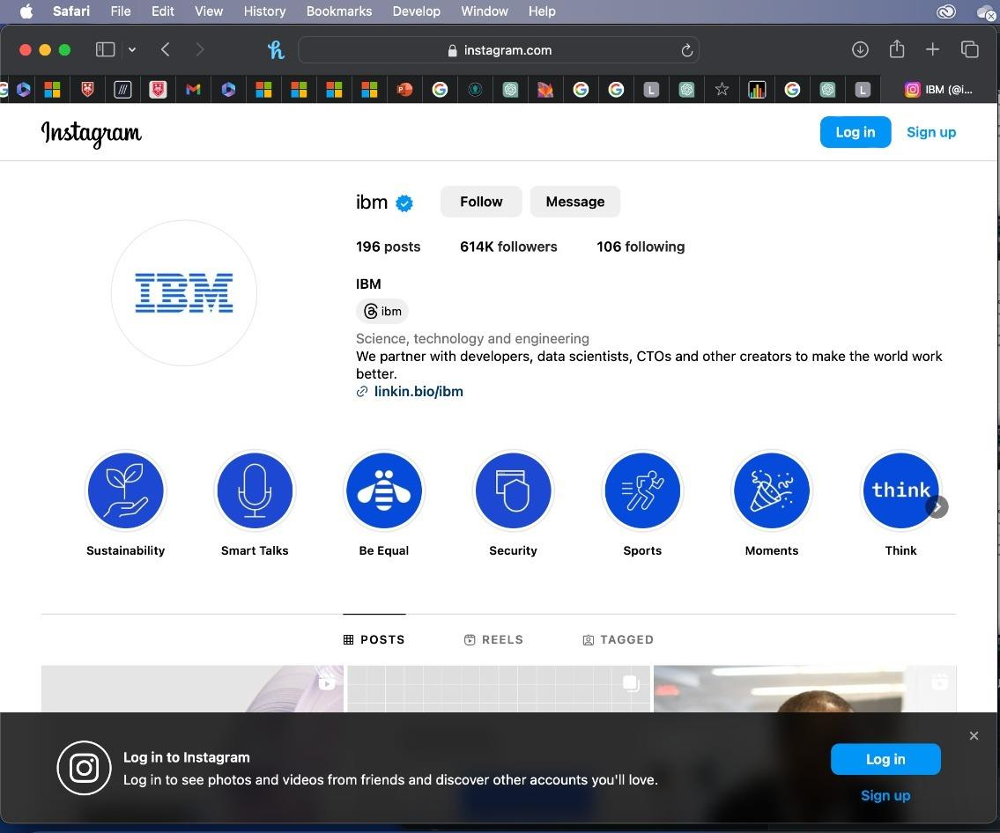 Safari File Edit View History Bookmarks Develop Window Help
instagram.com
IBM (@i...
Instagram
Log in Sign up
ibm Follow Message
196 posts 614K followers 106 following
IBM
IBM
ibm
Science, technology and engineering
We partner with developers, data scientists, CTOs and other creators to make the world work
better.
linkin.bio/ibm
think
Sustainability Smart Talks Be Equal Security Sports Moments Think
POSTS REELS TAGGED
Log in to Instagram
Log in to see photos and videos from friends and discover other accounts you'll love.
Log in
Sign up